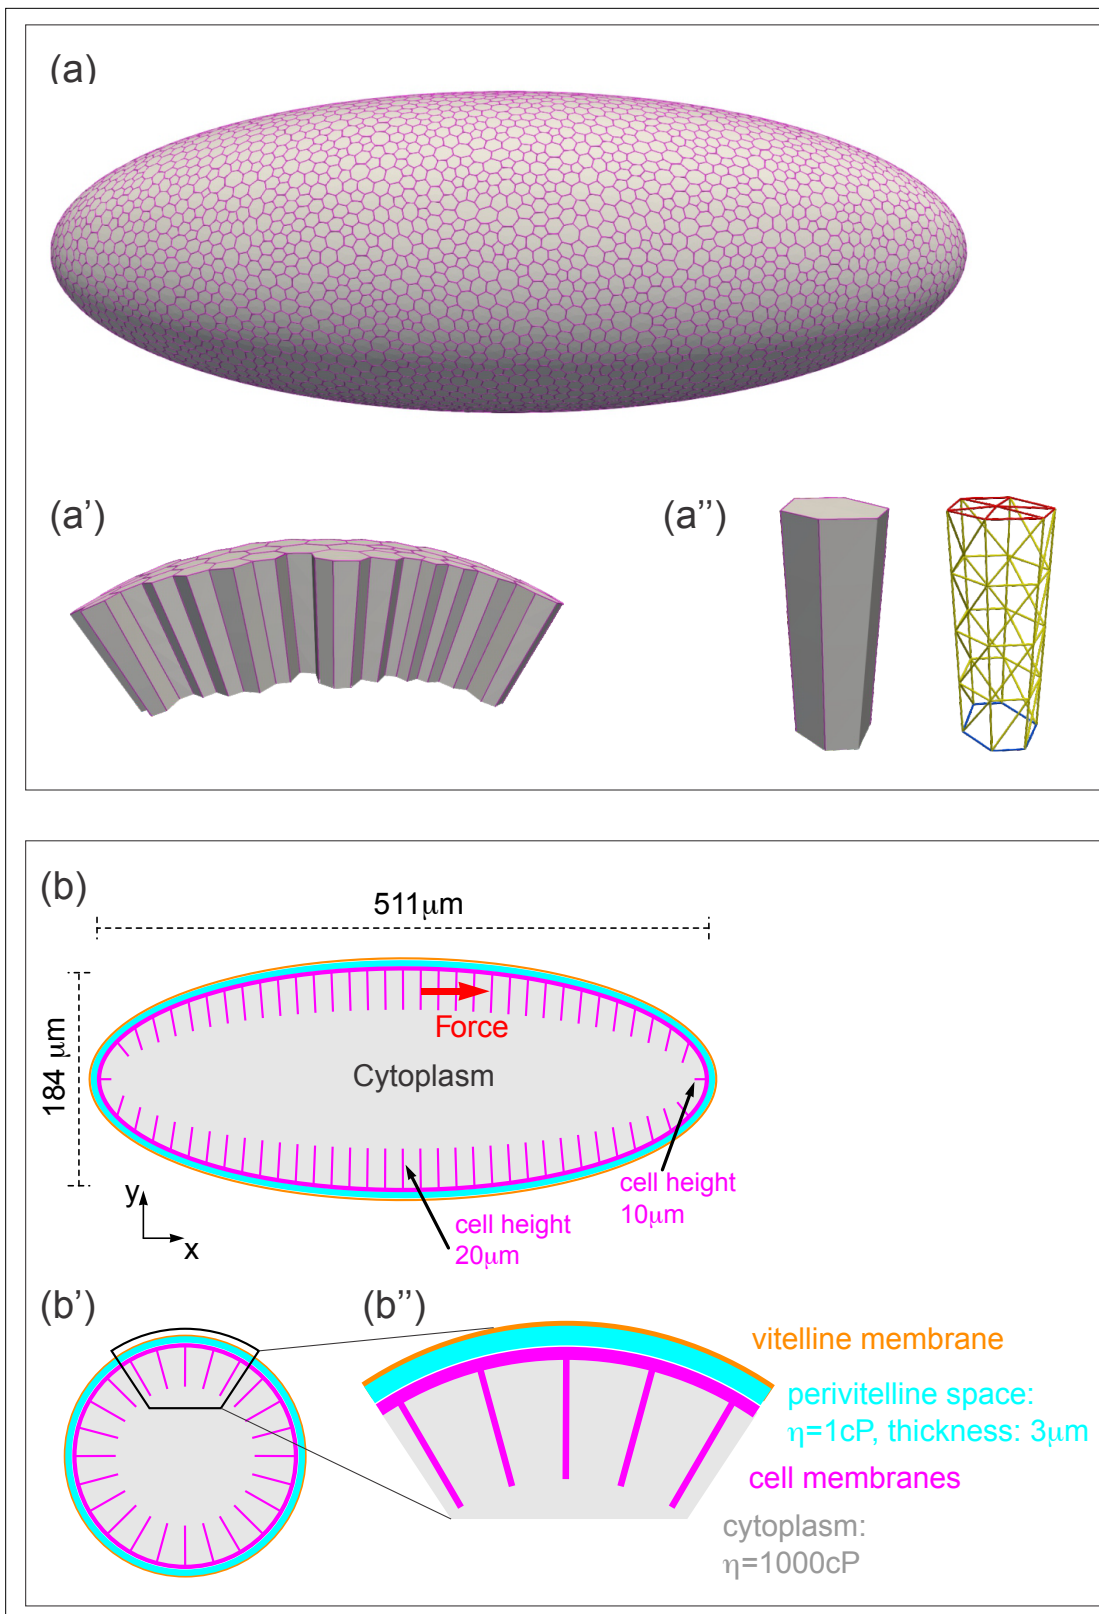 (a)
(a')
(a'')
(b)
511μm
184 μm
Force
Cytoplasm
cell height
10μm
cell height
20μm
y
x
(b')
(b'')
vitelline membrane
perivitelline space:
η=1cP, thickness: 3μm
cell membranes
cytoplasm:
η=1000cP